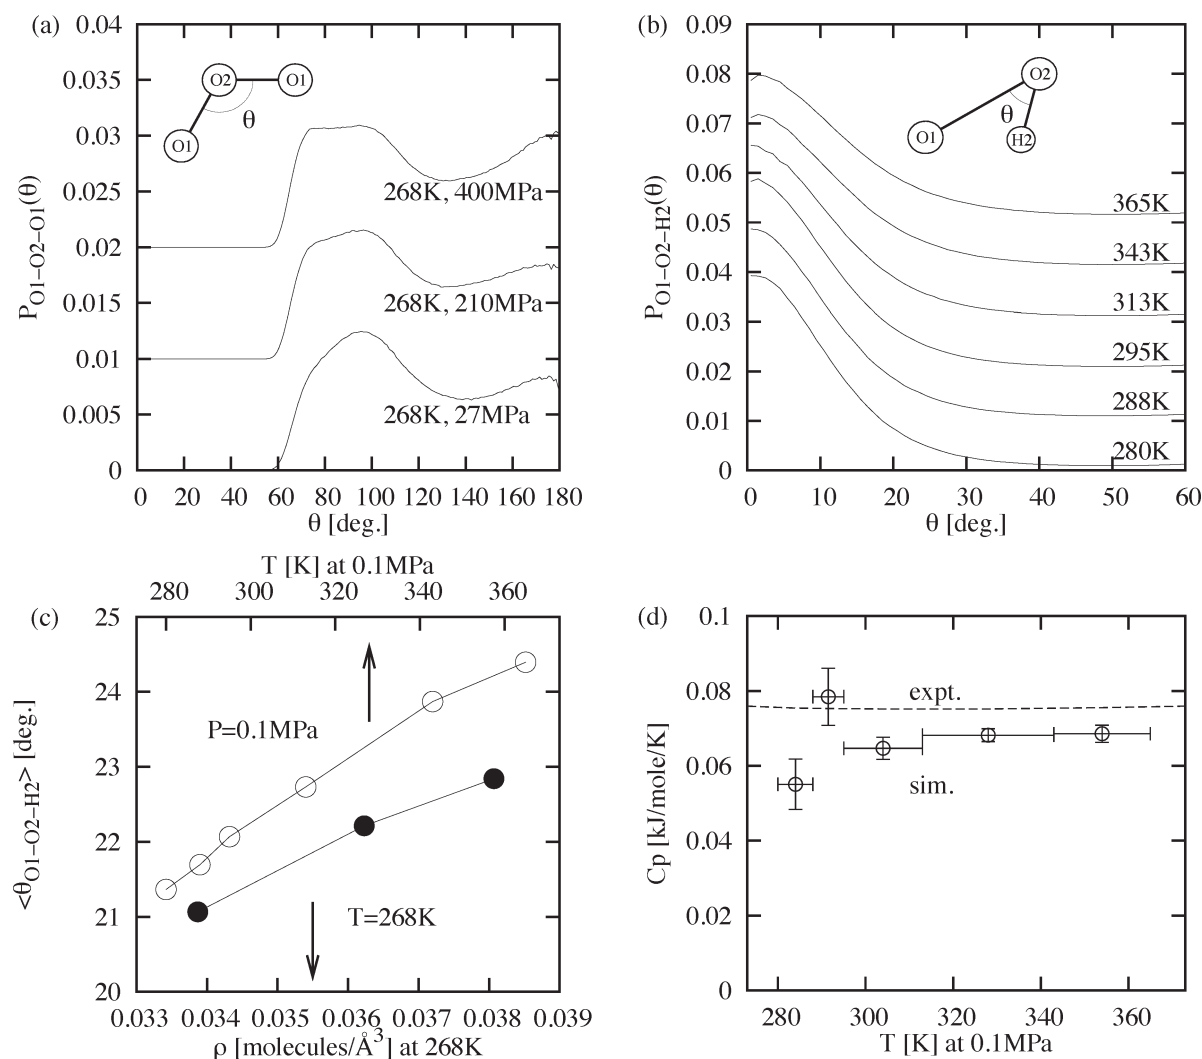 (a)
0.04
0.035
0.03
0.025
0.02
0.015
0.01
0.005
0
P_{O1−O2−O1}(θ)
O2
O1
θ
O1
268K, 400MPa
268K, 210MPa
268K, 27MPa
0 20 40 60 80 100 120 140 160 180
θ [deg.]
(b)
0.09
0.08
0.07
0.06
0.05
0.04
0.03
0.02
0.01
0
P_{O1−O2−H2}(θ)
O2
θ
O1
H2
365K
343K
313K
295K
288K
280K
0 10 20 30 40 50 60
θ [deg.]
T [K] at 0.1MPa
280 300 320 340 360
(c)
25
24
23
22
21
20
<θ_{O1−O2−H2}> [deg.]
P=0.1MPa
T=268K
0.033 0.034 0.035 0.036 0.037 0.038 0.039
ρ [molecules/Å³] at 268K
(d)
0.1
0.08
0.06
0.04
0.02
0
Cp [kJ/mole/K]
expt.
sim.
280 300 320 340 360
T [K] at 0.1MPa